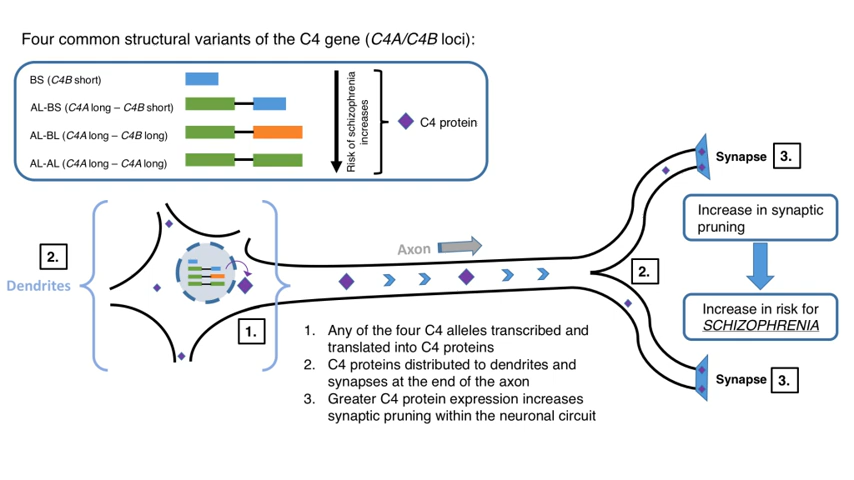 Four common structural variants of the C4 gene (C4A/C4B loci):
BS (C4B short)
AL-BS (C4A long – C4B short)
AL-BL (C4A long – C4B long)
AL-AL (C4A long – C4A long)
Risk of schizophrenia
increases
C4 protein
Synapse 3.
Increase in synaptic
pruning
Axon
2.
Dendrites
2.
1.
Increase in risk for
SCHIZOPHRENIA
1. Any of the four C4 alleles transcribed and
translated into C4 proteins
2. C4 proteins distributed to dendrites and
synapses at the end of the axon
3. Greater C4 protein expression increases
synaptic pruning within the neuronal circuit
Synapse 3.